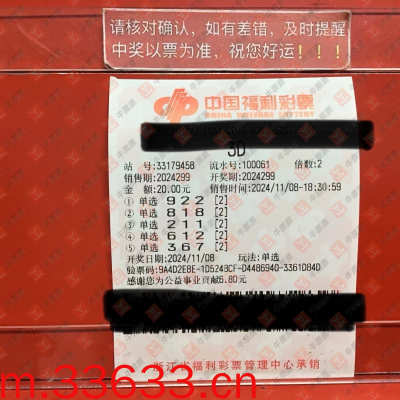 请核对确认，如有差错，及时提醒
中奖以票为准，祝您好运！！！
中国福利彩票
CHINA WELFARE LOTTERY
3D
站 号:33179458 流水号:100061 倍数:2
销售期:2024299 开奖期:2024299
金 额:20.00元 销售时间:2024/11/08-18:30:59
① 单选 922 [2]
② 单选 818 [2]
③ 单选 211 [2]
④ 单选 612 [2]
⑤ 单选 367 [2]
开奖日:2024/11/08 玩法:单选
验票码:9A4D2E8E-1D5248CF-D4486940-3361D84D
感谢您为公益事业贡献6.80元
浙江省福利彩票管理中心承销
m.33633.cn